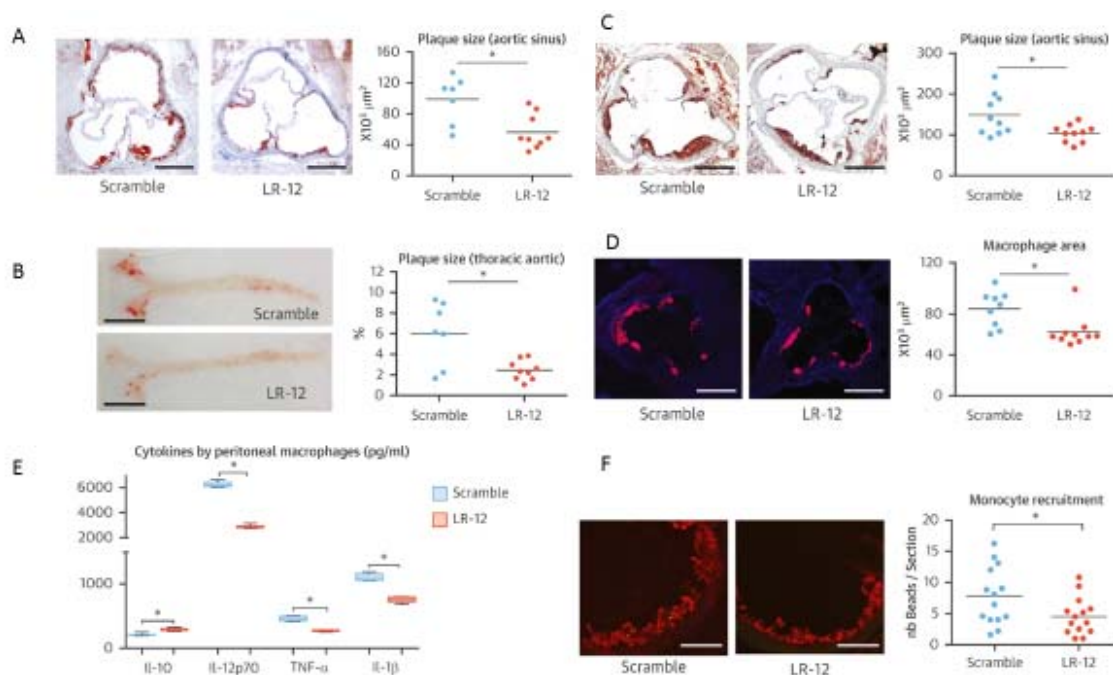 A
Scramble
LR-12
Plaque size (aortic sinus)
*
X10³ µm²
160
120
80
40
0
Scramble LR-12
C
Scramble
LR-12
Plaque size (aortic sinus)
*
X10³ µm²
300
200
100
0
Scramble LR-12
B
Scramble
LR-12
Plaque size (thoracic aortic)
*
%
12
10
8
6
4
2
0
Scramble LR-12
D
Scramble
LR-12
Macrophage area
*
X10³ µm²
120
80
40
0
Scramble LR-12
E
Cytokines by peritoneal macrophages (pg/ml)
6000
4000
2000
1000
0
* * * *
Il-10 Il-12p70 TNF-α Il-1β
Scramble
LR-12
F
Scramble
LR-12
Monocyte recruitment
*
nb Beads / Section
20
15
10
5
0
Scramble LR-12